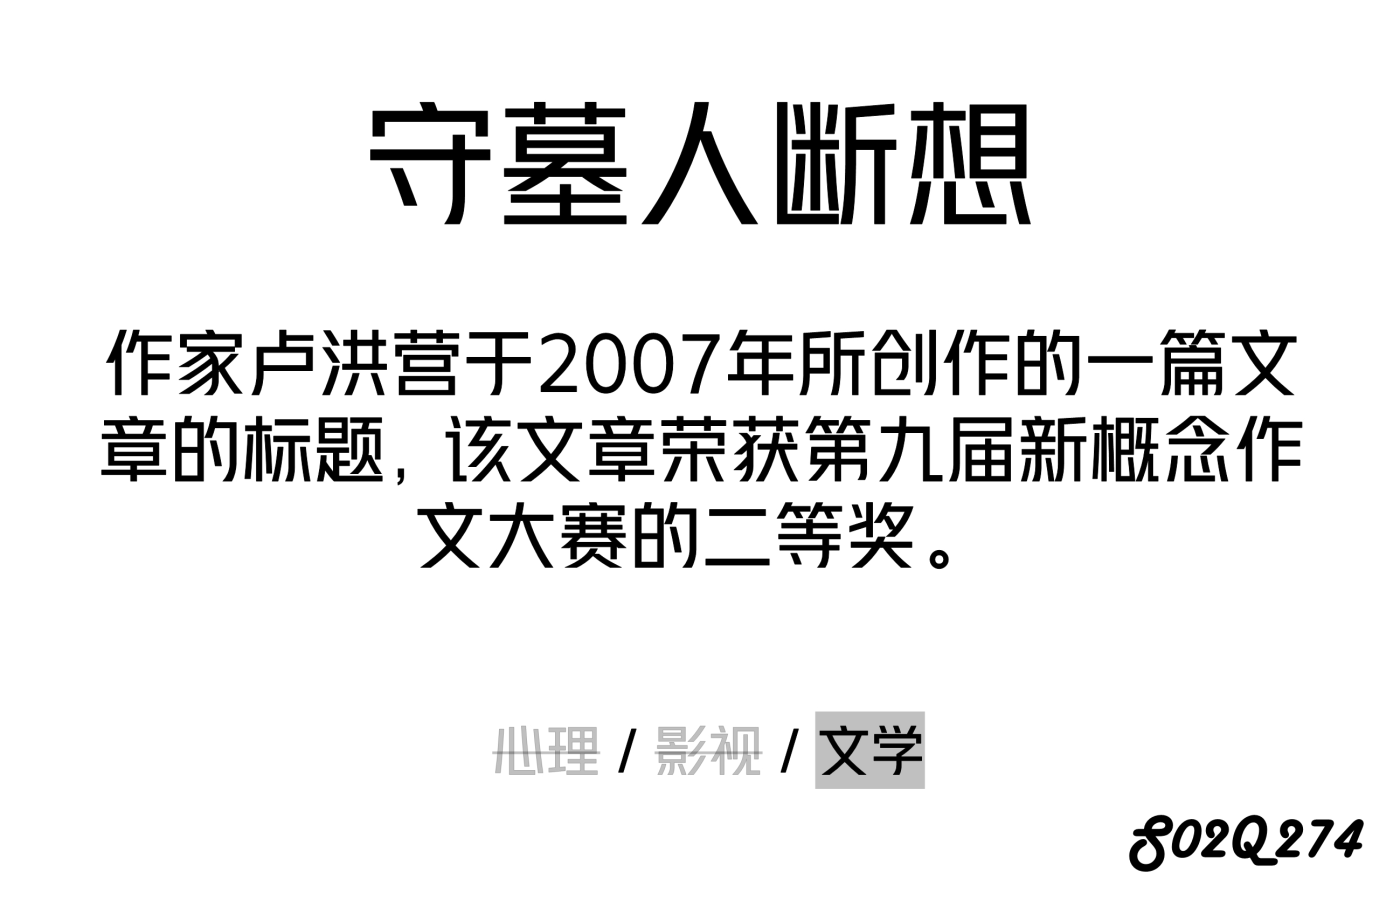 守墓人断想
作家卢洪营于2007年所创作的一篇文
章的标题，该文章荣获第九届新概念作
文大赛的二等奖。
心理 / 影视 / 文学
S02Q274